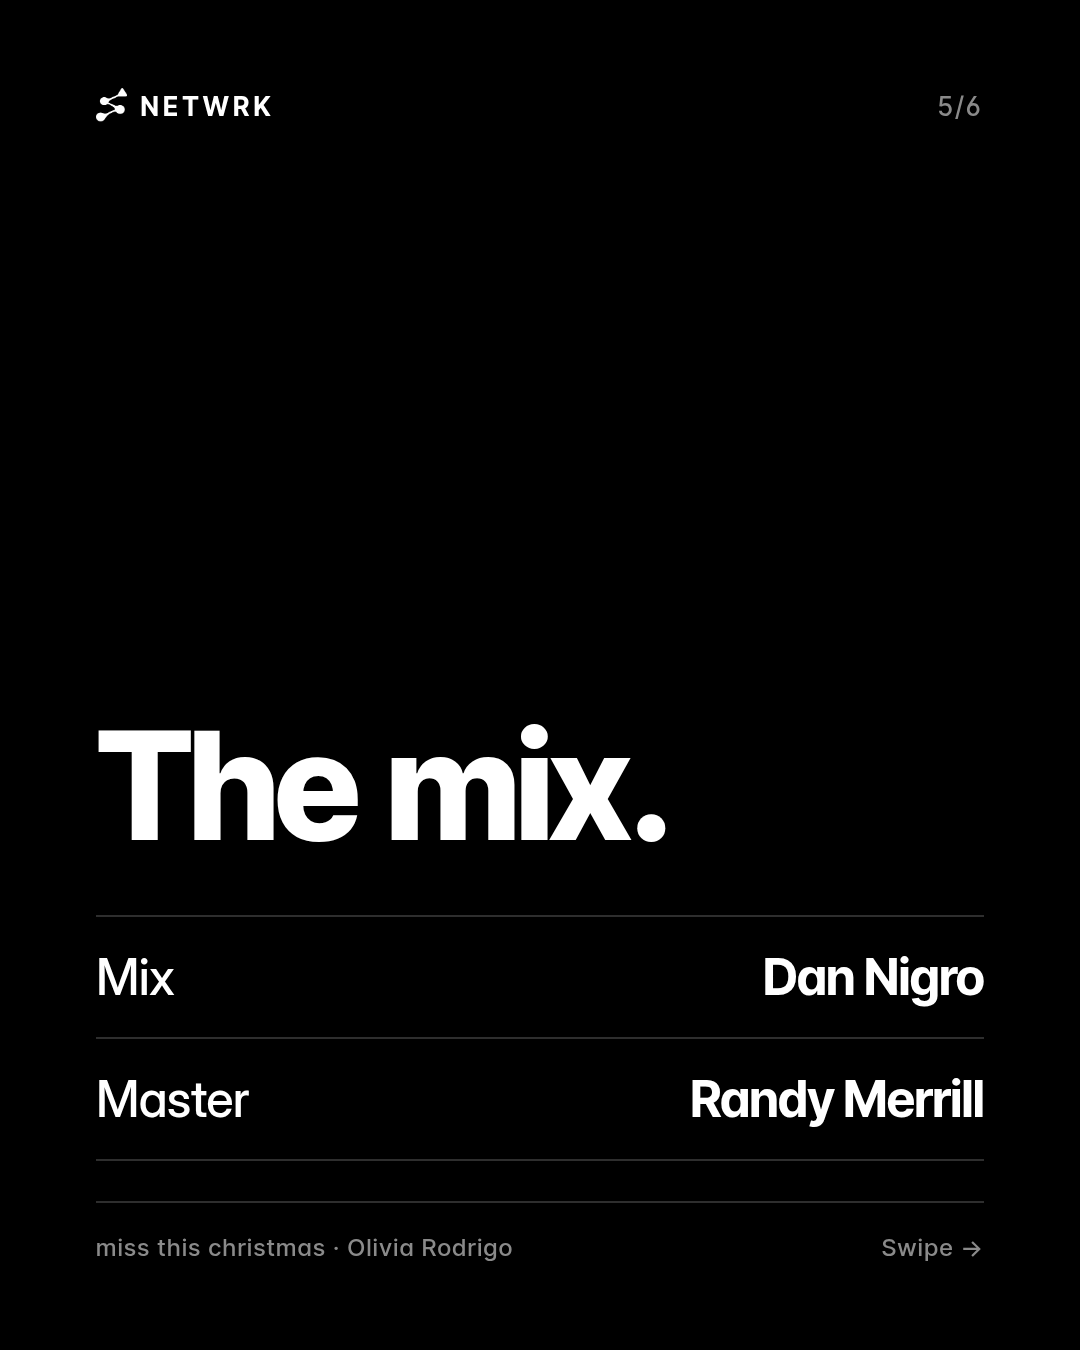 NETWRK
5/6
The mix.
Mix Dan Nigro
Master Randy Merrill
miss this christmas · Olivia Rodrigo
Swipe →